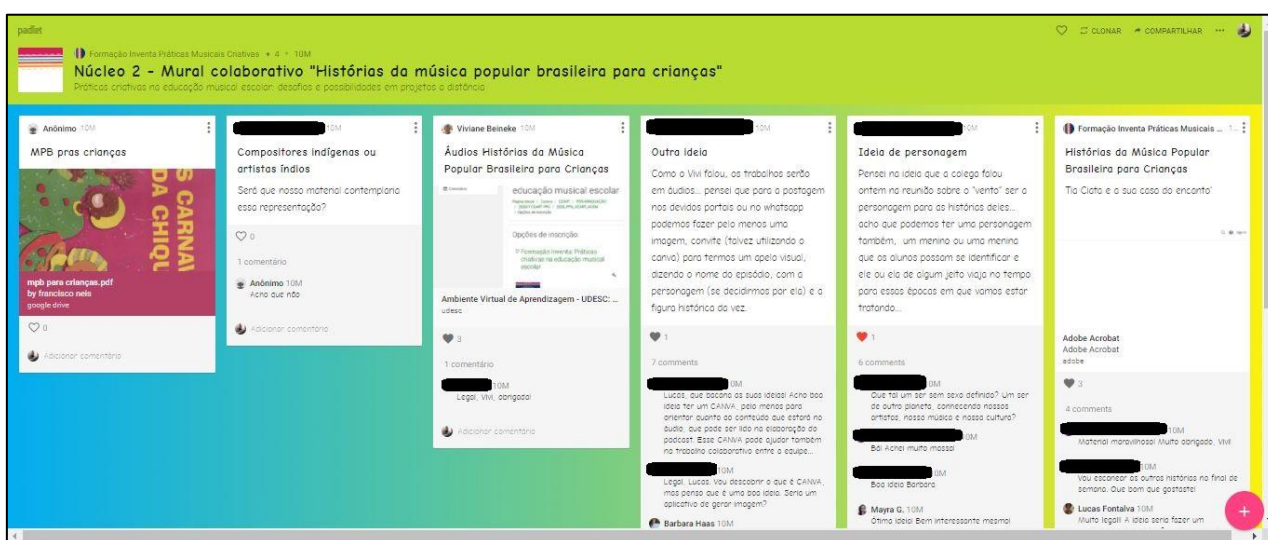 padlet
CLONAR COMPARTILHAR
Formação Inventa Práticas Musicais Criativas + 4 • 10M
Núcleo 2 - Mural colaborativo "Histórias da música popular brasileira para crianças"
Práticas criativas na educação musical escolar: desafios e possibilidades em projetos a distância
Anônimo 10M
MPB pras crianças
S CARNAV
DA CHIQU
mpb para crianças.pdf
by francisco neis
google drive
0
Adicionar comentário
10M
Compositores indígenas ou
artistas índios
Será que nosso material contemplaria
essa representação?
0
1 comentário
Anônimo 10M
Acho que não
Adicionar comentário
Viviane Beineke 10M
Áudios Histórias da Música
Popular Brasileira para Crianças
educação musical escolar
Opções de inscrição
Formação Inventa: Práticas
criativas na educação musical
escolar
Ambiente Virtual de Aprendizagem - UDESC: ...
udesc
3
1 comentário
10M
Legal, Vivi, obrigada!
Adicionar comentário
10M
Outra ideia
Como a Vivi falou, os trabalhos serão
em áudios... pensei que para a postagem
nos devidos portais ou no whatsapp
podemos fazer pelo menos uma
imagem, convite (talvez utilizando o
canva) para termos um apelo visual,
dizendo o nome do episódio, com a
personagem (se decidirmos por ela) e a
figura histórica da vez.
1
7 comments
0M
Lucas, que bacana as suas ideias! Acho boa
ideia ter um CANVA, pelo menos para
orientar quanto ao conteúdo que estará no
áudio, que pode ser lido na elaboração do
podcast. Esse CANVA pode ajudar também
no trabalho colaborativo entre a equipe...
10M
Legal, Lucas. Vou descobrir o que é CANVA,
mas penso que é uma boa ideia. Seria um
aplicativo de gerar imagem?
Barbara Haas 10M
10M
Ideia de personagem
Pensei na ideia que a colega falou
ontem na reunião sobre o "vento" ser a
personagem para as histórias deles...
acho que podemos ter uma personagem
também, um menino ou uma menina
que os alunos possam se identificar e
ele ou ela de algum jeito viaja no tempo
para essas épocas em que vamos estar
tratando...
1
6 comments
0M
Que tal um ser sem sexo definido? Um ser
de outro planeta, conhecendo nossos
artistas, nossa música e nossa cultura?
0M
Bá! Achei muito massa!
0M
Boa ideia Barbara
Mayra G. 10M
Ótima ideia! Bem interessante mesmo!
Formação Inventa Práticas Musicais ... 1...
Histórias da Música Popular
Brasileira para Crianças
Tia Ciata e a sua casa do encanto'
Adobe Acrobat
Adobe Acrobat
adobe
3
4 comments
10M
Material maravilhoso! Muito obrigada, Vivi!
10M
Vou escanear as outras histórias no final de
semana. Que bom que gostaste!
Lucas Fontalva 10M
Muito legal! A ideia seria fazer um